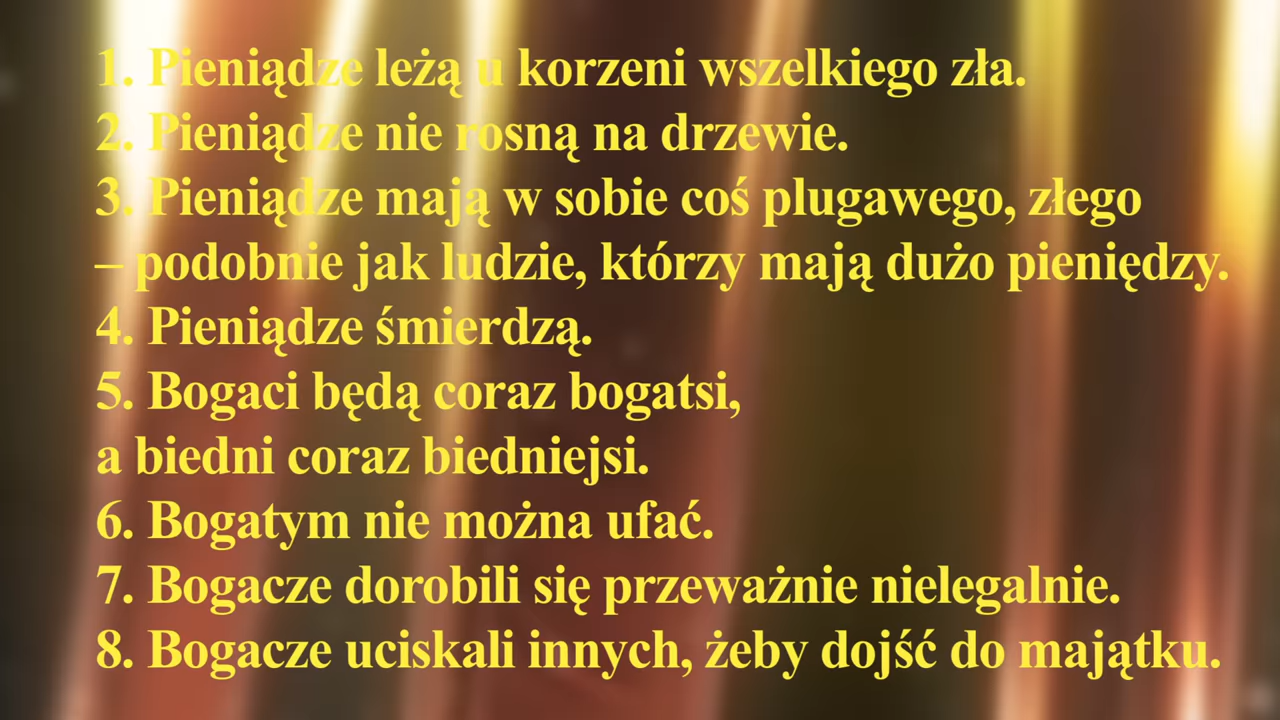 1. Pieniądze leżą u korzeni wszelkiego zła.
2. Pieniądze nie rosną na drzewie.
3. Pieniądze mają w sobie coś plugawego, złego
– podobnie jak ludzie, którzy mają dużo pieniędzy.
4. Pieniądze śmierdzą.
5. Bogaci będą coraz bogatsi,
a biedni coraz biedniejsi.
6. Bogatym nie można ufać.
7. Bogacze dorobili się przeważnie nielegalnie.
8. Bogacze uciskali innych, żeby dojść do majątku.